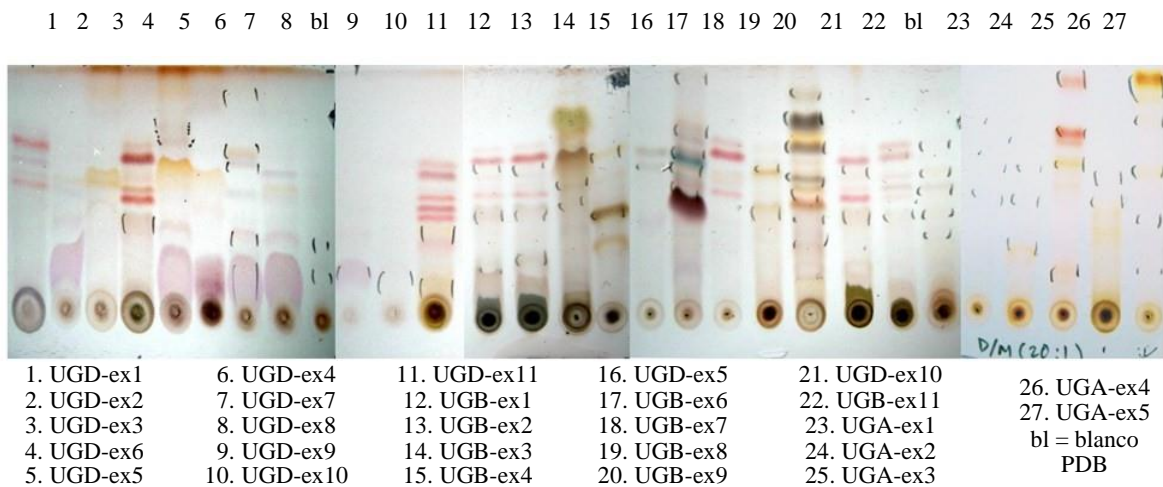 1 2 3 4 5 6 7 8 bl 9 10 11 12 13 14 15 16 17 18 19 20 21 22 bl 23 24 25 26 27
D/M (20:1)
1. UGD-ex1 6. UGD-ex4 11. UGD-ex11 16. UGD-ex5 21. UGD-ex10 26. UGA-ex4
2. UGD-ex2 7. UGD-ex7 12. UGB-ex1 17. UGB-ex6 22. UGB-ex11 27. UGA-ex5
3. UGD-ex3 8. UGD-ex8 13. UGB-ex2 18. UGB-ex7 23. UGA-ex1 bl = blanco
4. UGD-ex6 9. UGD-ex9 14. UGB-ex3 19. UGB-ex8 24. UGA-ex2 PDB
5. UGD-ex5 10. UGD-ex10 15. UGB-ex4 20. UGB-ex9 25. UGA-ex3